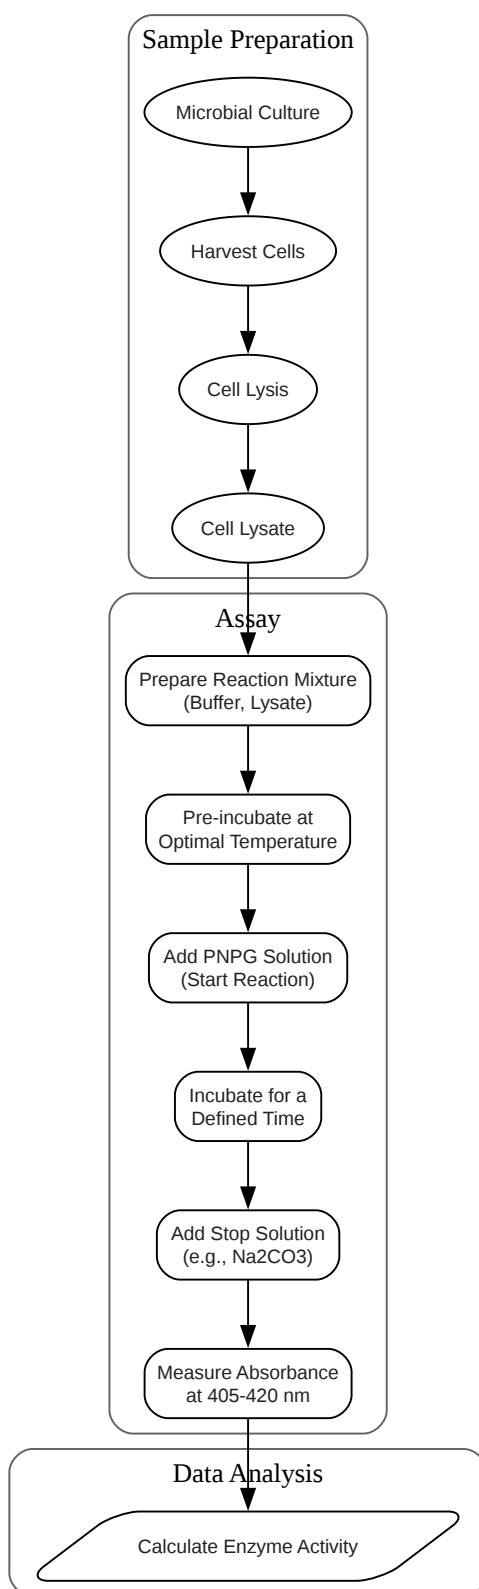 Sample Preparation
Microbial Culture
Harvest Cells
Cell Lysis
Cell Lysate
Assay
Prepare Reaction Mixture
(Buffer, Lysate)
Pre-incubate at
Optimal Temperature
Add PNPG Solution
(Start Reaction)
Incubate for a
Defined Time
Add Stop Solution
(e.g., Na2CO3)
Measure Absorbance
at 405-420 nm
Data Analysis
Calculate Enzyme Activity